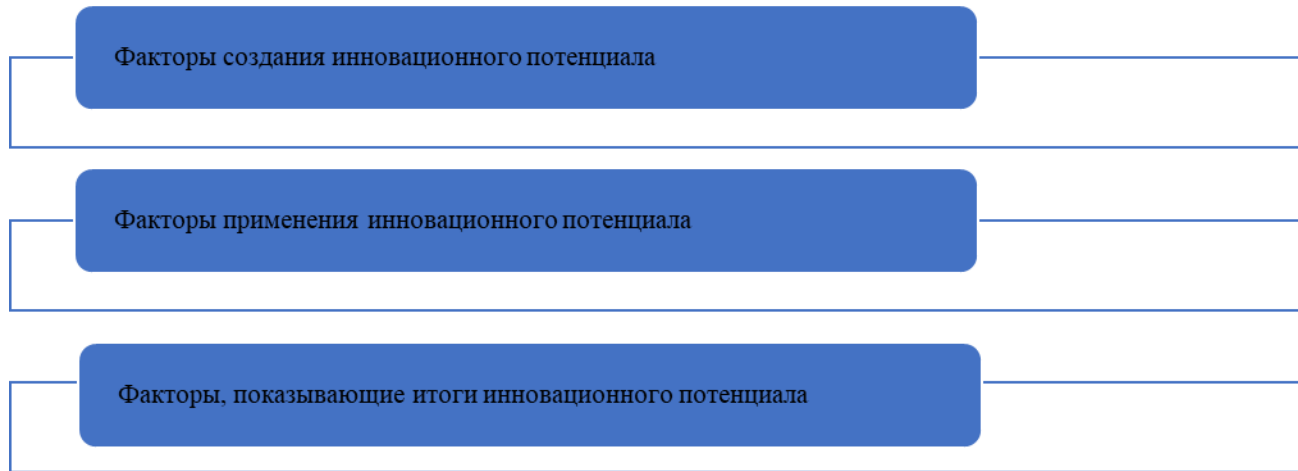 Факторы создания инновационного потенциала
Факторы применения инновационного потенциала
Факторы, показывающие итоги инновационного потенциала